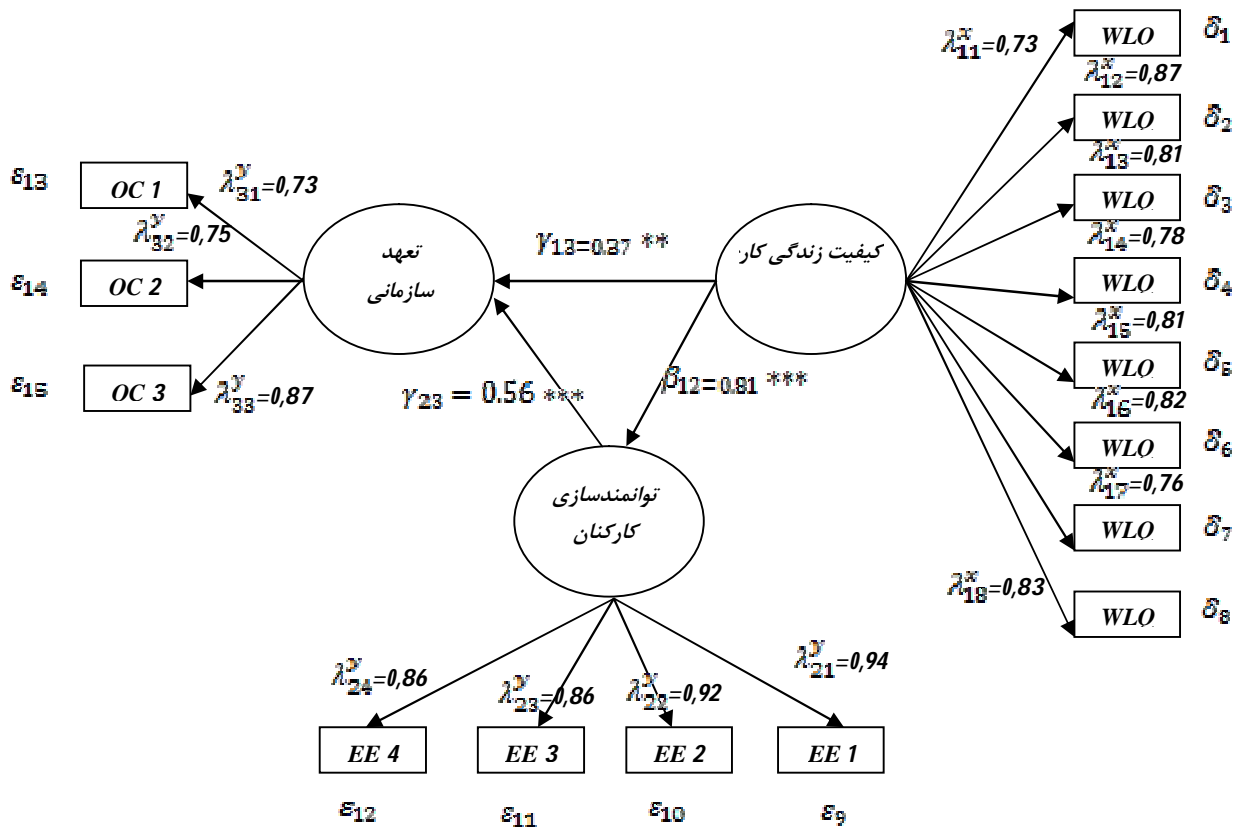 λ₁₁ˣ=0,73
WLO
δ₁
λ₁₂ˣ=0,87
WLO
δ₂
λ₁₃ˣ=0,81
WLO
δ₃
λ₁₄ˣ=0,78
WLO
δ₄
λ₁₅ˣ=0,81
WLO
δ₅
λ₁₆ˣ=0,82
WLO
δ₆
λ₁₇ˣ=0,76
WLO
δ₇
λ₁₈ˣ=0,83
WLO
δ₈
کیفیت زندگی کار
γ₁₃=0.37 **
تعهد
سازمانی
ε₁₃
OC 1
λ₃₁ʸ=0,73
λ₃₂ʸ=0,75
ε₁₄
OC 2
ε₁₅
OC 3
λ₃₃ʸ=0,87
γ₂₃ = 0.56 ***
β₁₂=0.81 ***
توانمندسازی
کارکنان
λ₂₄ʸ=0,86
λ₂₃ʸ=0,86
λ₂₂ʸ=0,92
λ₂₁ʸ=0,94
EE 4
EE 3
EE 2
EE 1
ε₁₂
ε₁₁
ε₁₀
ε₉